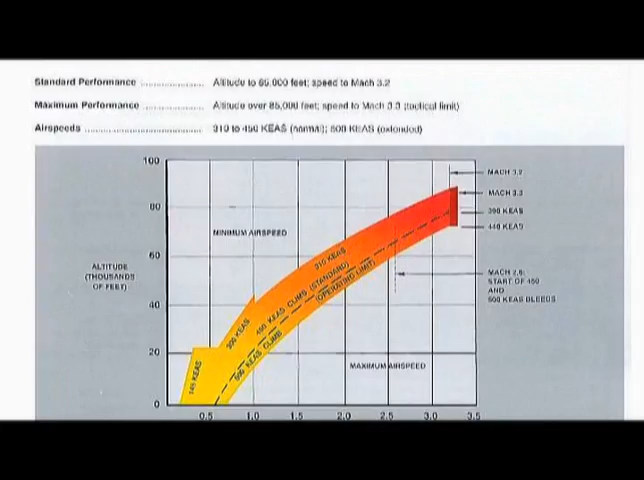 Standard Performance .................. Altitude to 85,000 feet; speed to Mach 3.2
Maximum Performance .................. Altitude over 85,000 feet; speed to Mach 3.3 (tactical limit)
Airspeeds .................................. 310 to 450 KEAS (normal); 500 KEAS (extended)
100
80
60
40
20
0
ALTITUDE
(THOUSANDS
OF FEET)
MINIMUM AIRSPEED
310 KEAS
450 KEAS CLIMB (STANDARD)
(OPERATING LIMIT)
300 KEAS
500 KEAS CLIMB
145 KEAS
MAXIMUM AIRSPEED
MACH 3.2
MACH 3.3
390 KEAS
440 KEAS
MACH 2.6:
START OF 450
AND
500 KEAS BLEEDS
0.5 1.0 1.5 2.0 2.5 3.0 3.5